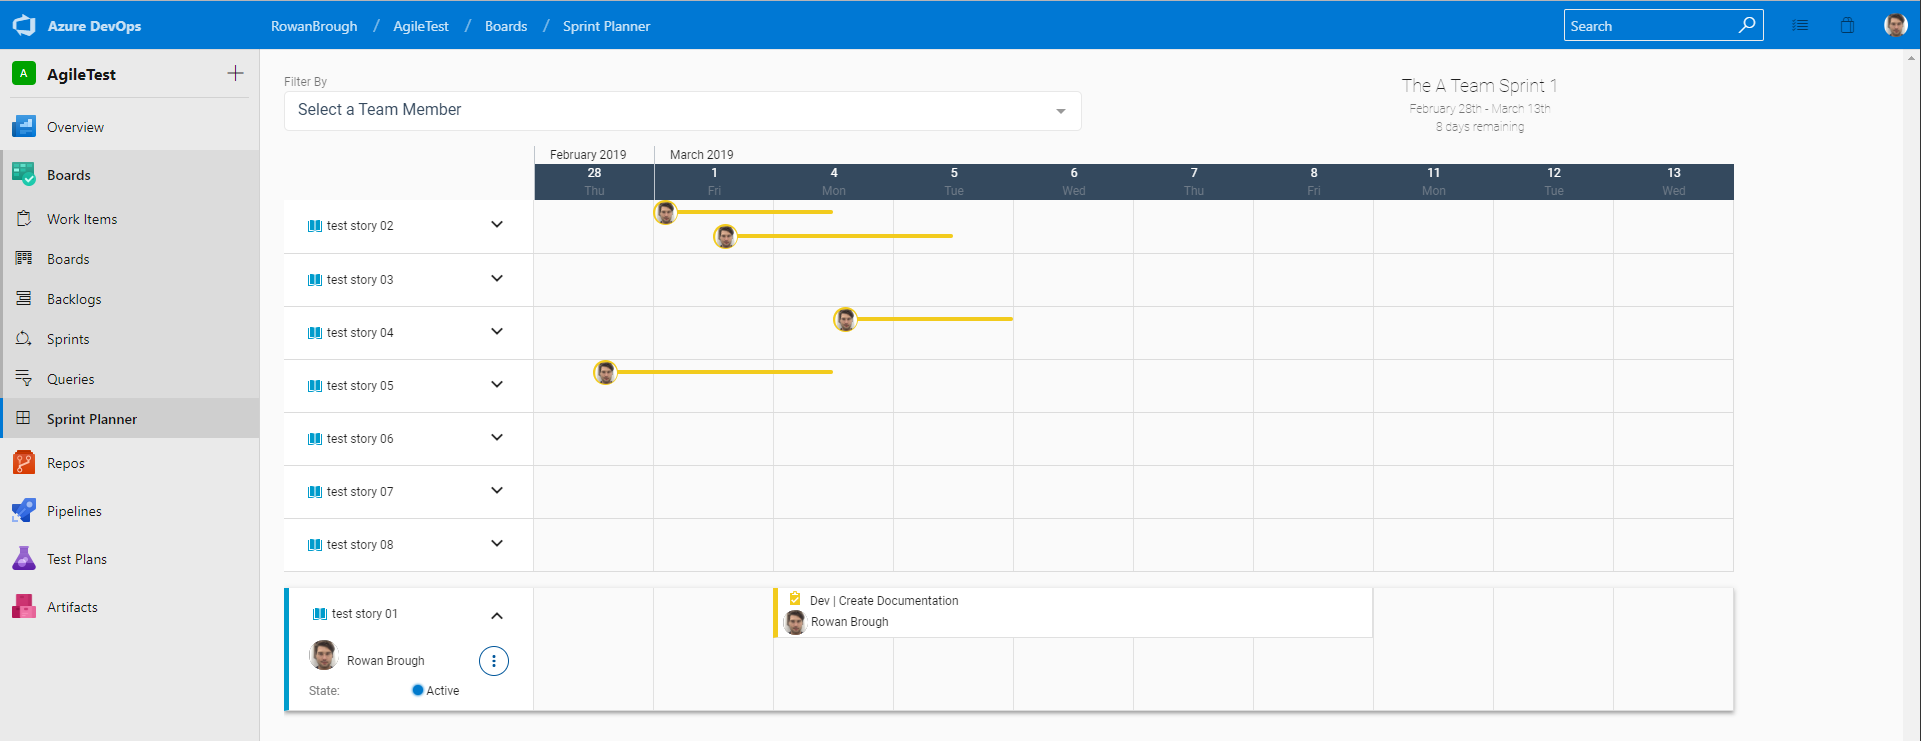 Azure DevOps
RowanBrough / AgileTest / Boards / Sprint Planner
Search
A AgileTest
Overview
Boards
Work Items
Boards
Backlogs
Sprints
Queries
Sprint Planner
Repos
Pipelines
Test Plans
Artifacts
Filter By
Select a Team Member
The A Team Sprint 1
February 28th - March 13th
8 days remaining
February 2019 March 2019
28 1 4 5 6 7 8 11 12 13
Thu Fri Mon Tue Wed Thu Fri Mon Tue Wed
test story 02
test story 03
test story 04
test story 05
test story 06
test story 07
test story 08
test story 01
Rowan Brough
State: Active
Dev | Create Documentation
Rowan Brough